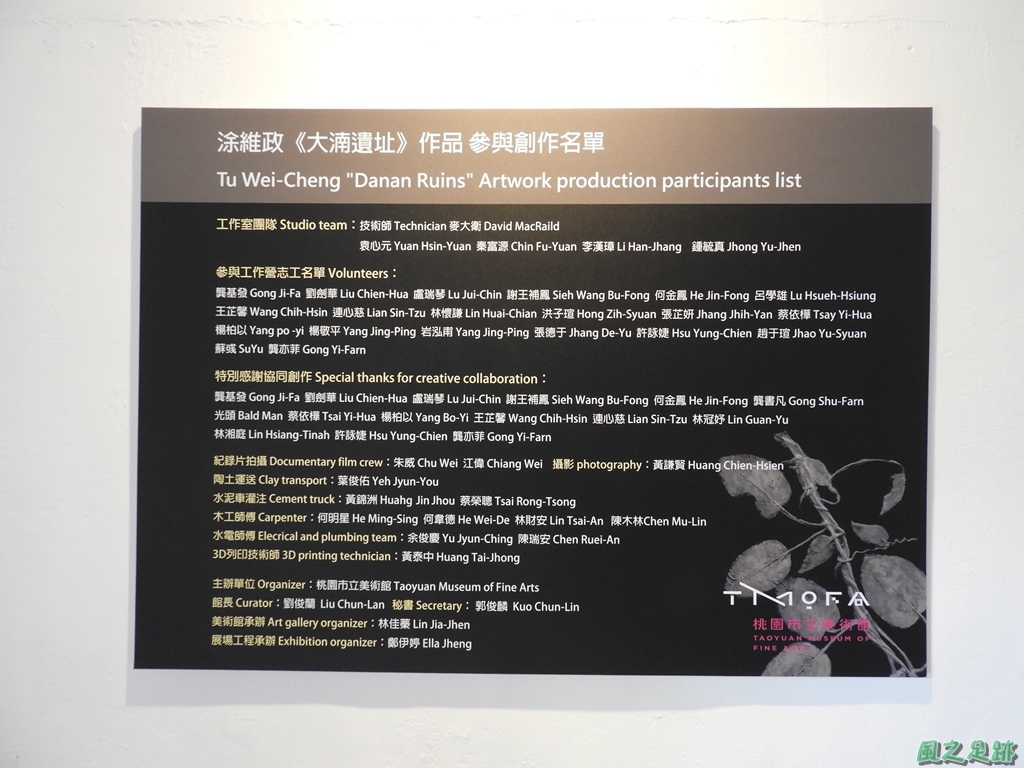 涂維政《大湳遺址》作品 參與創作名單
Tu Wei-Cheng "Danan Ruins" Artwork production participants list
工作室團隊 Studio team：技術師 Technician 麥大衛 David MacRaild
袁心元 Yuan Hsin-Yuan 秦富源 Chin Fu-Yuan 李漢璋 Li Han-Jhang 鍾毓真 Jhong Yu-Jhen
參與工作營志工名單 Volunteers：
龔基發 Gong Ji-Fa 劉劍華 Liu Chien-Hua 盧瑞琴 Lu Jui-Chin 謝王補鳳 Sieh Wang Bu-Fong 何金鳳 He Jin-Fong 呂學雄 Lu Hsueh-Hsiung
王芷馨 Wang Chih-Hsin 連心慈 Lian Sin-Tzu 林懷謙 Lin Huai-Chian 洪子瑄 Hong Zih-Syuan 張芷妍 Jhang Jhih-Yan 蔡依樺 Tsay Yi-Hua
楊柏以 Yang po -yi 楊敬平 Yang Jing-Ping 岩泓甫 Yang Jing-Ping 張德于 Jhang De-Yu 許詠婕 Hsu Yung-Chien 趙于瑄 Jhao Yu-Syuan
蘇彧 SuYu 龔亦菲 Gong Yi-Farn
特別感謝協同創作 Special thanks for creative collaboration：
龔基發 Gong Ji-Fa 劉劍華 Liu Chien-Hua 盧瑞琴 Lu Jui-Chin 謝王補鳳 Sieh Wang Bu-Fong 何金鳳 He Jin-Fong 龔書凡 Gong Shu-Farn
光頭 Bald Man 蔡依樺 Tsai Yi-Hua 楊柏以 Yang Bo-Yi 王芷馨 Wang Chih-Hsin 連心慈 Lian Sin-Tzu 林冠妤 Lin Guan-Yu
林湘庭 Lin Hsiang-Tinah 許詠婕 Hsu Yung-Chien 龔亦菲 Gong Yi-Farn
紀錄片拍攝 Documentary film crew：朱威 Chu Wei 江偉 Chiang Wei 攝影 photography：黃謙賢 Huang Chien-Hsien
陶土運送 Clay transport：葉俊佑 Yeh Jyun-You
水泥車灌注 Cement truck：黃錦洲 Huahg Jin Jhou 蔡榮聰 Tsai Rong-Tsong
木工師傅 Carpenter：何明星 He Ming-Sing 何韋德 He Wei-De 林財安 Lin Tsai-An 陳木林Chen Mu-Lin
水電師傅 Elecrical and plumbing team：余俊慶 Yu Jyun-Ching 陳瑞安 Chen Ruei-An
3D列印技術師 3D printing technician：黃泰中 Huang Tai-Jhong
主辦單位 Organizer：桃園市立美術館 Taoyuan Museum of Fine Arts
館長 Curator：劉俊蘭 Liu Chun-Lan 秘書 Secretary： 郭俊麟 Kuo Chun-Lin
美術館承辦 Art gallery organizer：林佳蓁 Lin Jia-Jhen
展場工程承辦 Exhibition organizer：鄭伊婷 Ella Jheng
TMOFA
桃園市立美術館
TAOYUAN MUSEUM OF
FINE ARTS
風之足跡